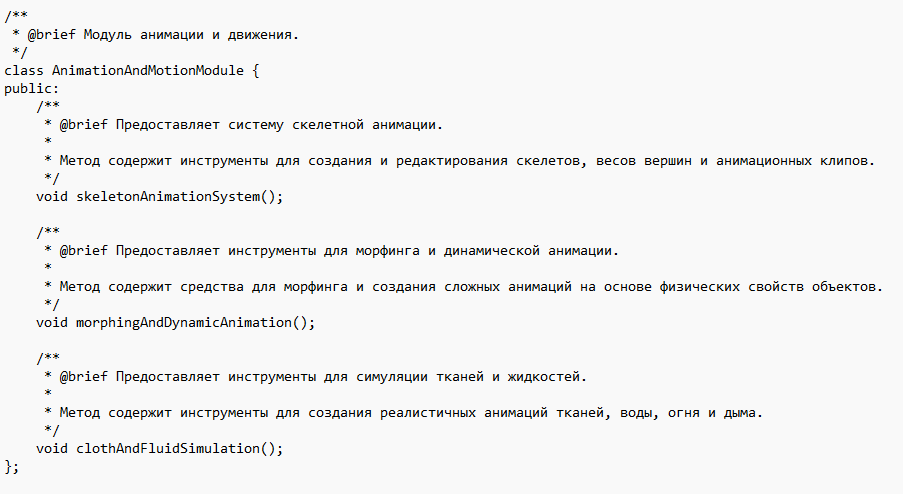 /**
 * @brief Модуль анимации и движения.
 */
class AnimationAndMotionModule {
public:
    /**
     * @brief Предоставляет систему скелетной анимации.
     *
     * Метод содержит инструменты для создания и редактирования скелетов, весов вершин и анимационных клипов.
     */
    void skeletonAnimationSystem();

    /**
     * @brief Предоставляет инструменты для морфинга и динамической анимации.
     *
     * Метод содержит средства для морфинга и создания сложных анимаций на основе физических свойств объектов.
     */
    void morphingAndDynamicAnimation();

    /**
     * @brief Предоставляет инструменты для симуляции тканей и жидкостей.
     *
     * Метод содержит инструменты для создания реалистичных анимаций тканей, воды, огня и дыма.
     */
    void clothAndFluidSimulation();
};